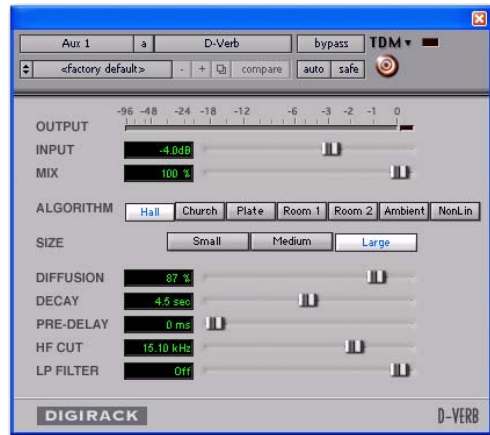 Aux 1 a D-Verb bypass TDM
<factory default> - + compare auto safe
-96 -48 -24 -18 -12 -6 -3 -2 -1 0
OUTPUT
INPUT -4.0dB
MIX 100 %
ALGORITHM Hall Church Plate Room 1 Room 2 Ambient NonLin
SIZE Small Medium Large
DIFFUSION 87 %
DECAY 4.5 sec
PRE-DELAY 0 ms
HF CUT 15.10 kHz
LP FILTER Off
DIGIRACK D-VERB